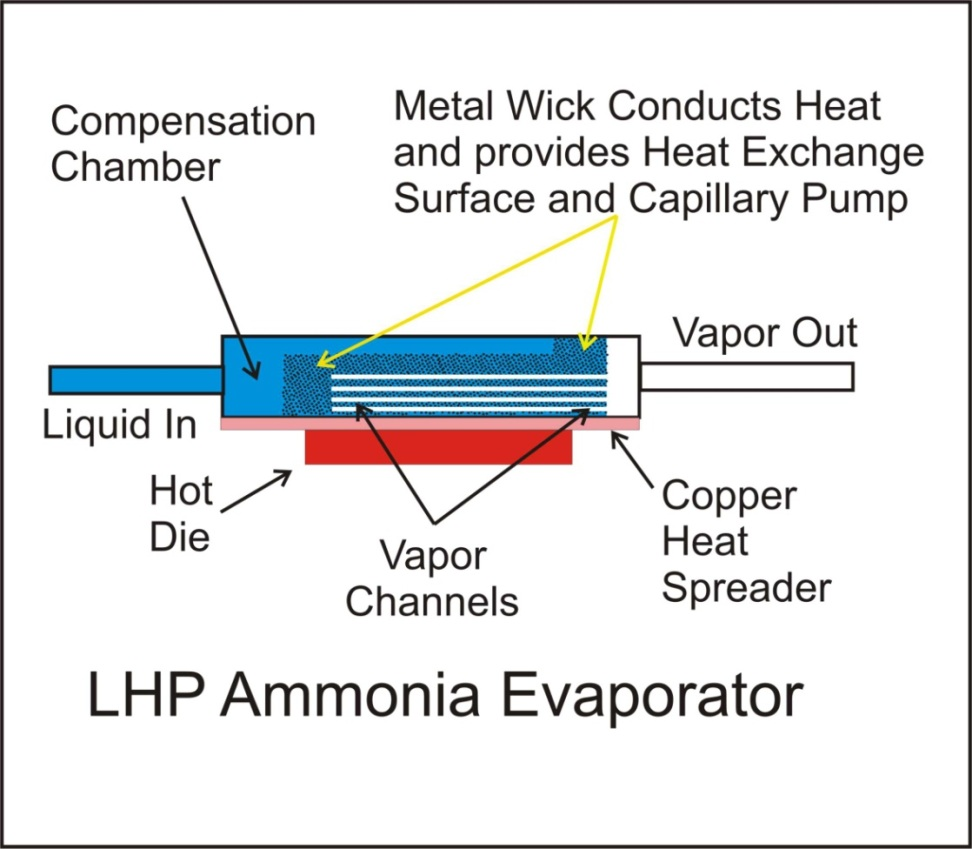 Compensation
Chamber
Metal Wick Conducts Heat
and provides Heat Exchange
Surface and Capillary Pump
Vapor Out
Liquid In
Hot
Die
Vapor
Channels
Copper
Heat
Spreader
LHP Ammonia Evaporator